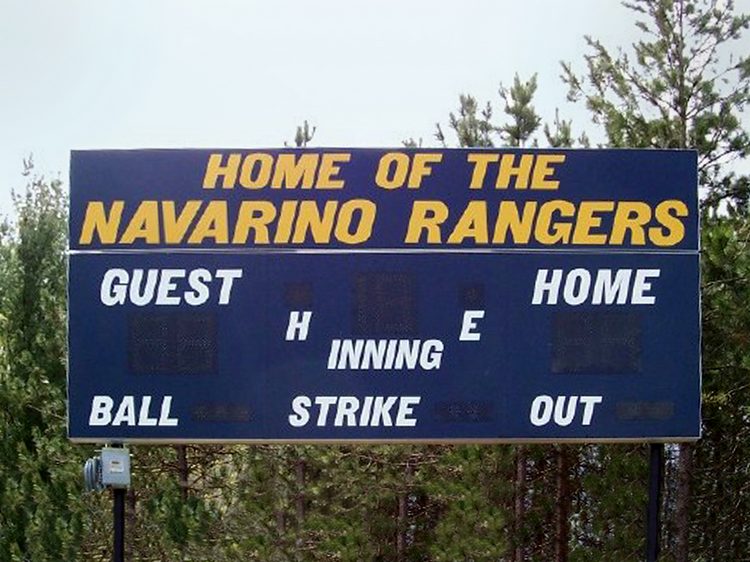 HOME OF THE
NAVARINO RANGERS
GUEST HOME
H E
INNING
BALL STRIKE OUT